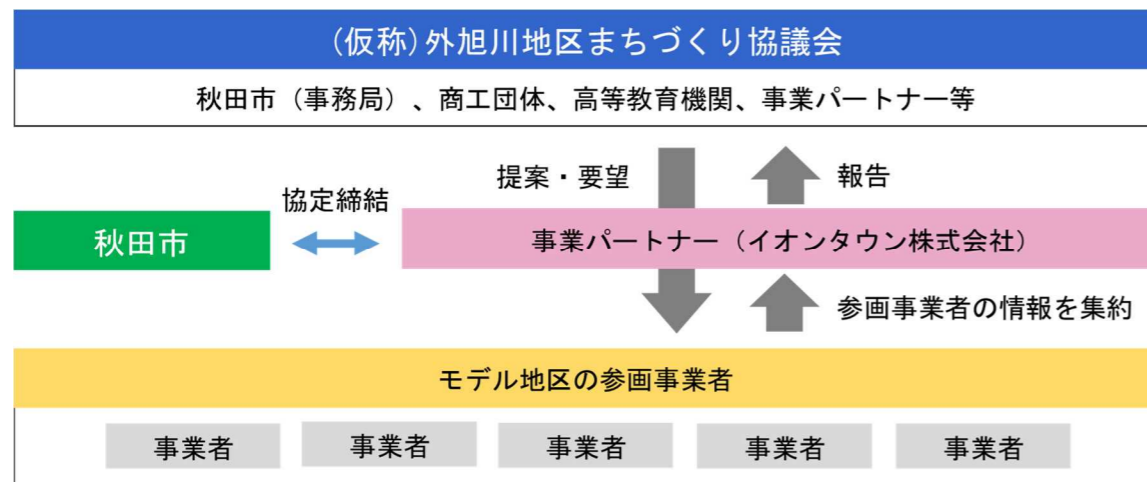 (仮称)外旭川地区まちづくり協議会
秋田市（事務局）、商工団体、高等教育機関、事業パートナー等
提案・要望
報告
協定締結
秋田市
事業パートナー（イオンタウン株式会社）
参画事業者の情報を集約
モデル地区の参画事業者
事業者
事業者
事業者
事業者
事業者